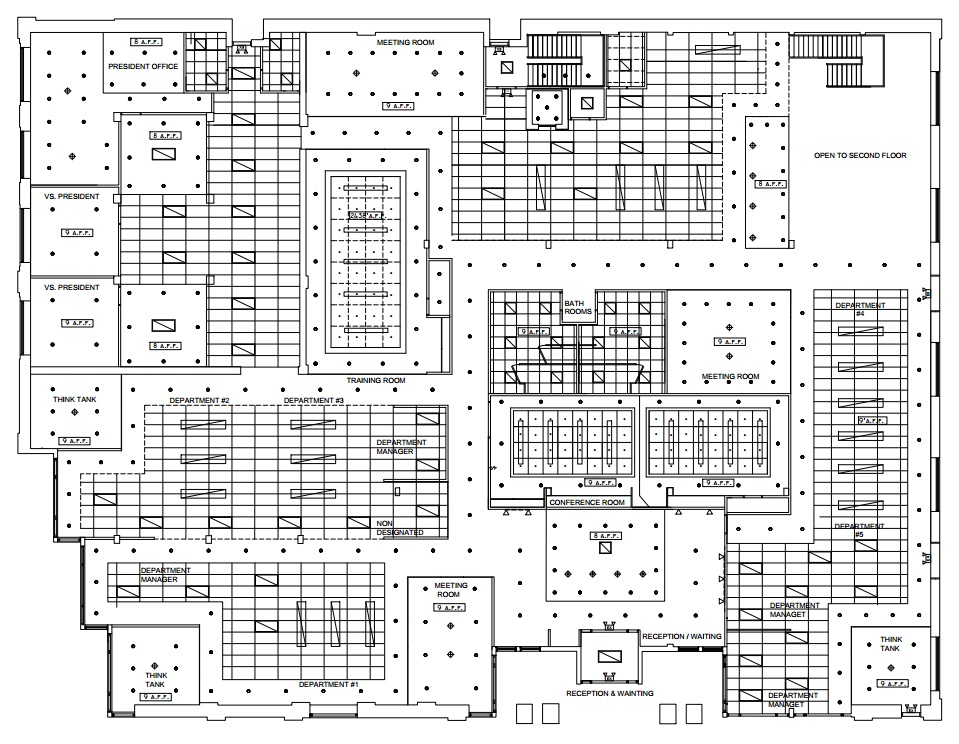 8 A.F.F.
PRESIDENT OFFICE
MEETING ROOM
9 A.F.F.
8 A.F.F.
OPEN TO SECOND FLOOR
8 A.F.F.
VS. PRESIDENT
9 A.F.F.
VS. PRESIDENT
9 A.F.F.
8 A.F.F.
BATH
ROOMS
9 A.F.F.
9 A.F.F.
9 A.F.F.
MEETING ROOM
DEPARTMENT
#4
TRAINING ROOM
THINK TANK
9 A.F.F.
DEPARTMENT #2
DEPARTMENT #3
DEPARTMENT
MANAGER
9'A.F.F.
9 A.F.F.
9 A.F.F.
CONFERENCE ROOM
NON
DESIGNATED
8 A.F.F.
DEPARTMENT
#5
DEPARTMENT
MANAGER
MEETING
ROOM
9 A.F.F.
DEPARTMENT
MANAGET
RECEPTION / WAITING
THINK
TANK
9 A.F.F.
THINK
TANK
9 A.F.F.
DEPARTMENT #1
RECEPTION & WAINTING
DEPARTMENT
MANAGET